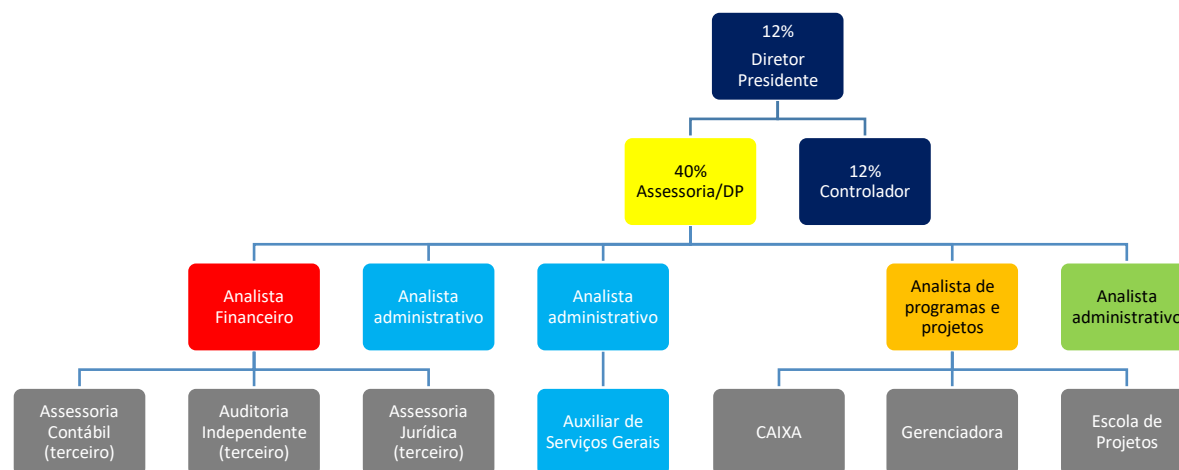 12%
Diretor
Presidente
40%
Assessoria/DP
12%
Controlador
Analista
Financeiro
Analista
administrativo
Analista
administrativo
Analista de
programas e
projetos
Analista
administrativo
Assessoria
Contábil
(terceiro)
Auditoria
Independente
(terceiro)
Assessoria
Jurídica
(terceiro)
Auxiliar de
Serviços Gerais
CAIXA
Gerenciadora
Escola de
Projetos